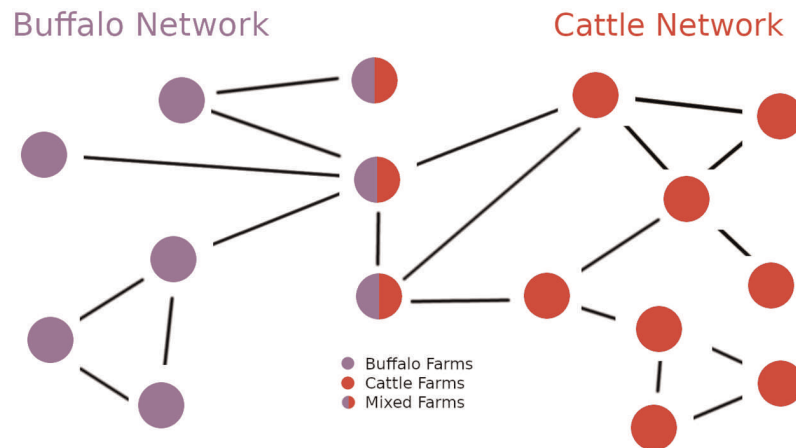 Buffalo Network
Cattle Network
Buffalo Farms
Cattle Farms
Mixed Farms